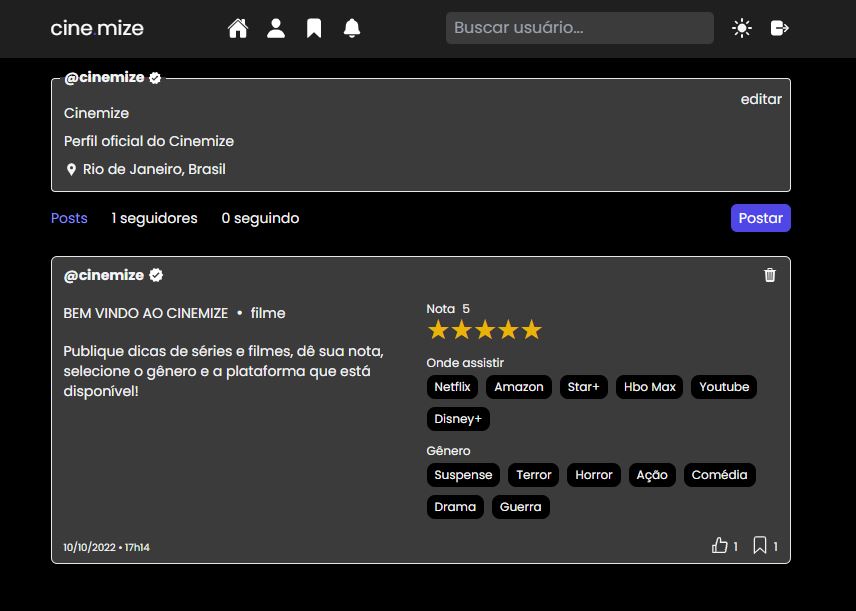 cine.mize
Buscar usuário...
@cinemize
editar
Cinemize
Perfil oficial do Cinemize
Rio de Janeiro, Brasil
Posts 1 seguidores 0 seguindo
Postar
@cinemize
BEM VINDO AO CINEMIZE • filme
Publique dicas de séries e filmes, dê sua nota,
selecione o gênero e a plataforma que está
disponível!
Nota 5
Onde assistir
Netflix Amazon Star+ Hbo Max Youtube
Disney+
Gênero
Suspense Terror Horror Ação Comédia
Drama Guerra
10/10/2022 • 17h14
1 1